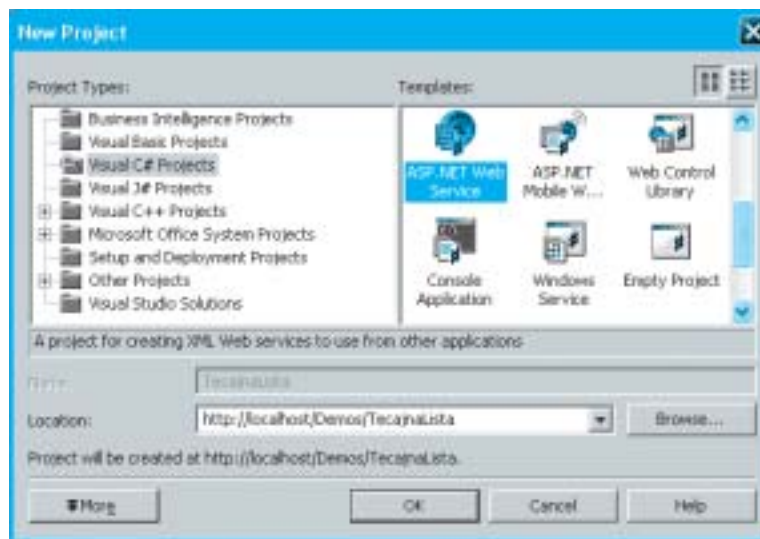 New Project
Project Types:
Templates:
Business Intelligence Projects
Visual Basic Projects
Visual C# Projects
Visual J# Projects
Visual C++ Projects
Microsoft Office System Projects
Setup and Deployment Projects
Other Projects
Visual Studio Solutions
ASP.NET Web Service
ASP.NET Mobile W...
Web Control Library
Console Application
Windows Service
Empty Project
A project for creating XML Web services to use from other applications
Name:
TecajnaLista
Location:
http://localhost/Demos/TecajnaLista
Browse...
Project will be created at http://localhost/Demos/TecajnaLista.
More
OK
Cancel
Help